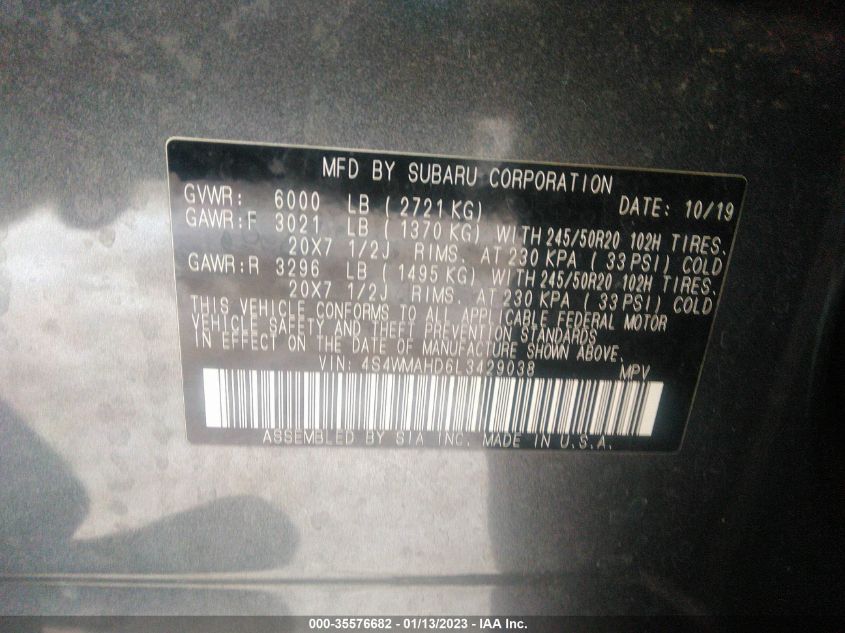 MFD BY SUBARU CORPORATION
GVWR: 6000 LB (2721 KG) DATE: 10/19
GAWR:F 3021 LB (1370 KG) WITH 245/50R20 102H TIRES.
20X7 1/2J RIMS. AT 230 KPA (33 PSI) COLD
GAWR:R 3296 LB (1495 KG) WITH 245/50R20 102H TIRES.
20X7 1/2J RIMS. AT 230 KPA (33 PSI) COLD
THIS VEHICLE CONFORMS TO ALL APPLICABLE FEDERAL MOTOR
VEHICLE SAFETY AND THEFT PREVENTION STANDARDS
IN EFFECT ON THE DATE OF MANUFACTURE SHOWN ABOVE.
VIN: 4S4WMAHD6L3429038 MPV
ASSEMBLED BY SIA INC. MADE IN U.S.A.
000-35576682 - 01/13/2023 - IAA Inc.